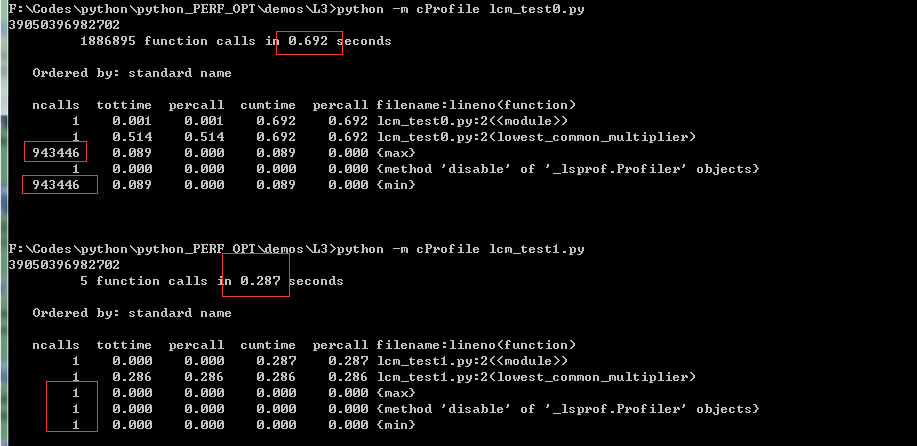 F:\Codes\python\python_PERF_OPT\demos\L3>python -m cProfile lcm_test0.py
39050396982702
1886895 function calls in 0.692 seconds
Ordered by: standard name
ncalls tottime percall cumtime percall filename:lineno(function)
1 0.001 0.001 0.692 0.692 lcm_test0.py:2(<module>)
1 0.514 0.514 0.692 0.692 lcm_test0.py:2(lowest_common_multiplier)
943446 0.089 0.000 0.089 0.000 {max}
1 0.000 0.000 0.000 0.000 {method 'disable' of '_lsprof.Profiler' objects}
943446 0.089 0.000 0.089 0.000 {min}
F:\Codes\python\python_PERF_OPT\demos\L3>python -m cProfile lcm_test1.py
39050396982702
5 function calls in 0.287 seconds
Ordered by: standard name
ncalls tottime percall cumtime percall filename:lineno(function)
1 0.000 0.000 0.287 0.287 lcm_test1.py:2(<module>)
1 0.286 0.286 0.286 0.286 lcm_test1.py:2(lowest_common_multiplier)
1 0.000 0.000 0.000 0.000 {max}
1 0.000 0.000 0.000 0.000 {method 'disable' of '_lsprof.Profiler' objects}
1 0.000 0.000 0.000 0.000 {min}